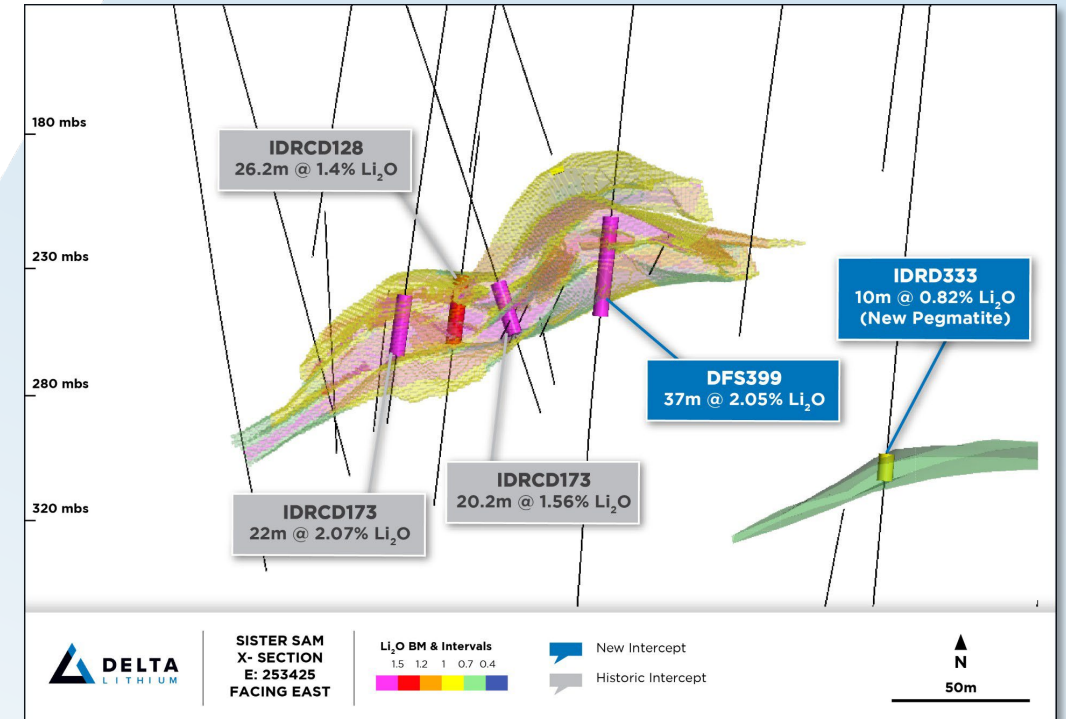 180 mbs
230 mbs
280 mbs
320 mbs
IDRCD128
26.2m @ 1.4% Li₂O
IDRD333
10m @ 0.82% Li₂O
(New Pegmatite)
DFS399
37m @ 2.05% Li₂O
IDRCD173
20.2m @ 1.56% Li₂O
IDRCD173
22m @ 2.07% Li₂O
DELTA
LITHIUM
SISTER SAM
X- SECTION
E: 253425
FACING EAST
Li₂O BM & Intervals
1.5 1.2 1 0.7 0.4
New Intercept
Historic Intercept
N
50m